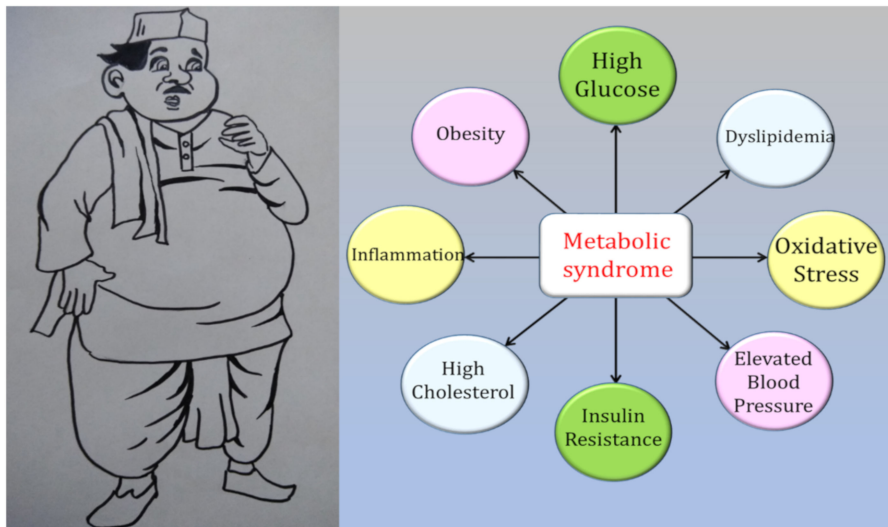 High
Glucose
Obesity
Dyslipidemia
Inflammation
Metabolic
syndrome
Oxidative
Stress
High
Cholesterol
Elevated
Blood
Pressure
Insulin
Resistance